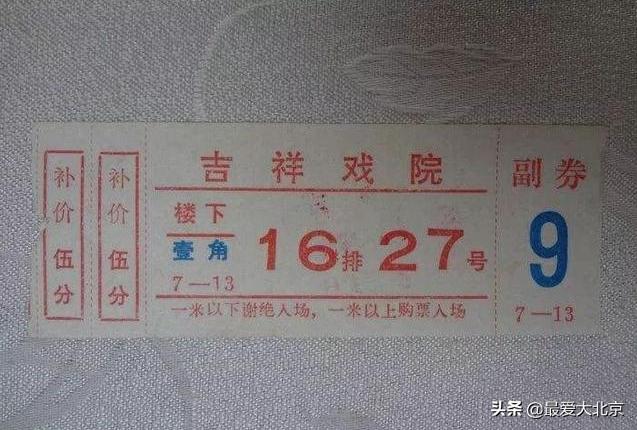 补价 伍分
补价 伍分
吉祥戏院
楼下
壹角
7—13
16排 27号
一米以下谢绝入场，一米以上购票入场
副券
9
7—13
头条 @最爱大北京